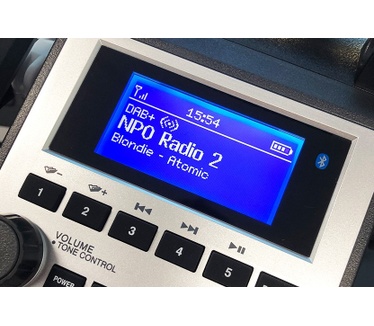 15:54
DAB+
NPO Radio 2
Blondie - Atomic
1
2
3
4
5
VOLUME
• TONE CONTROL
POWER